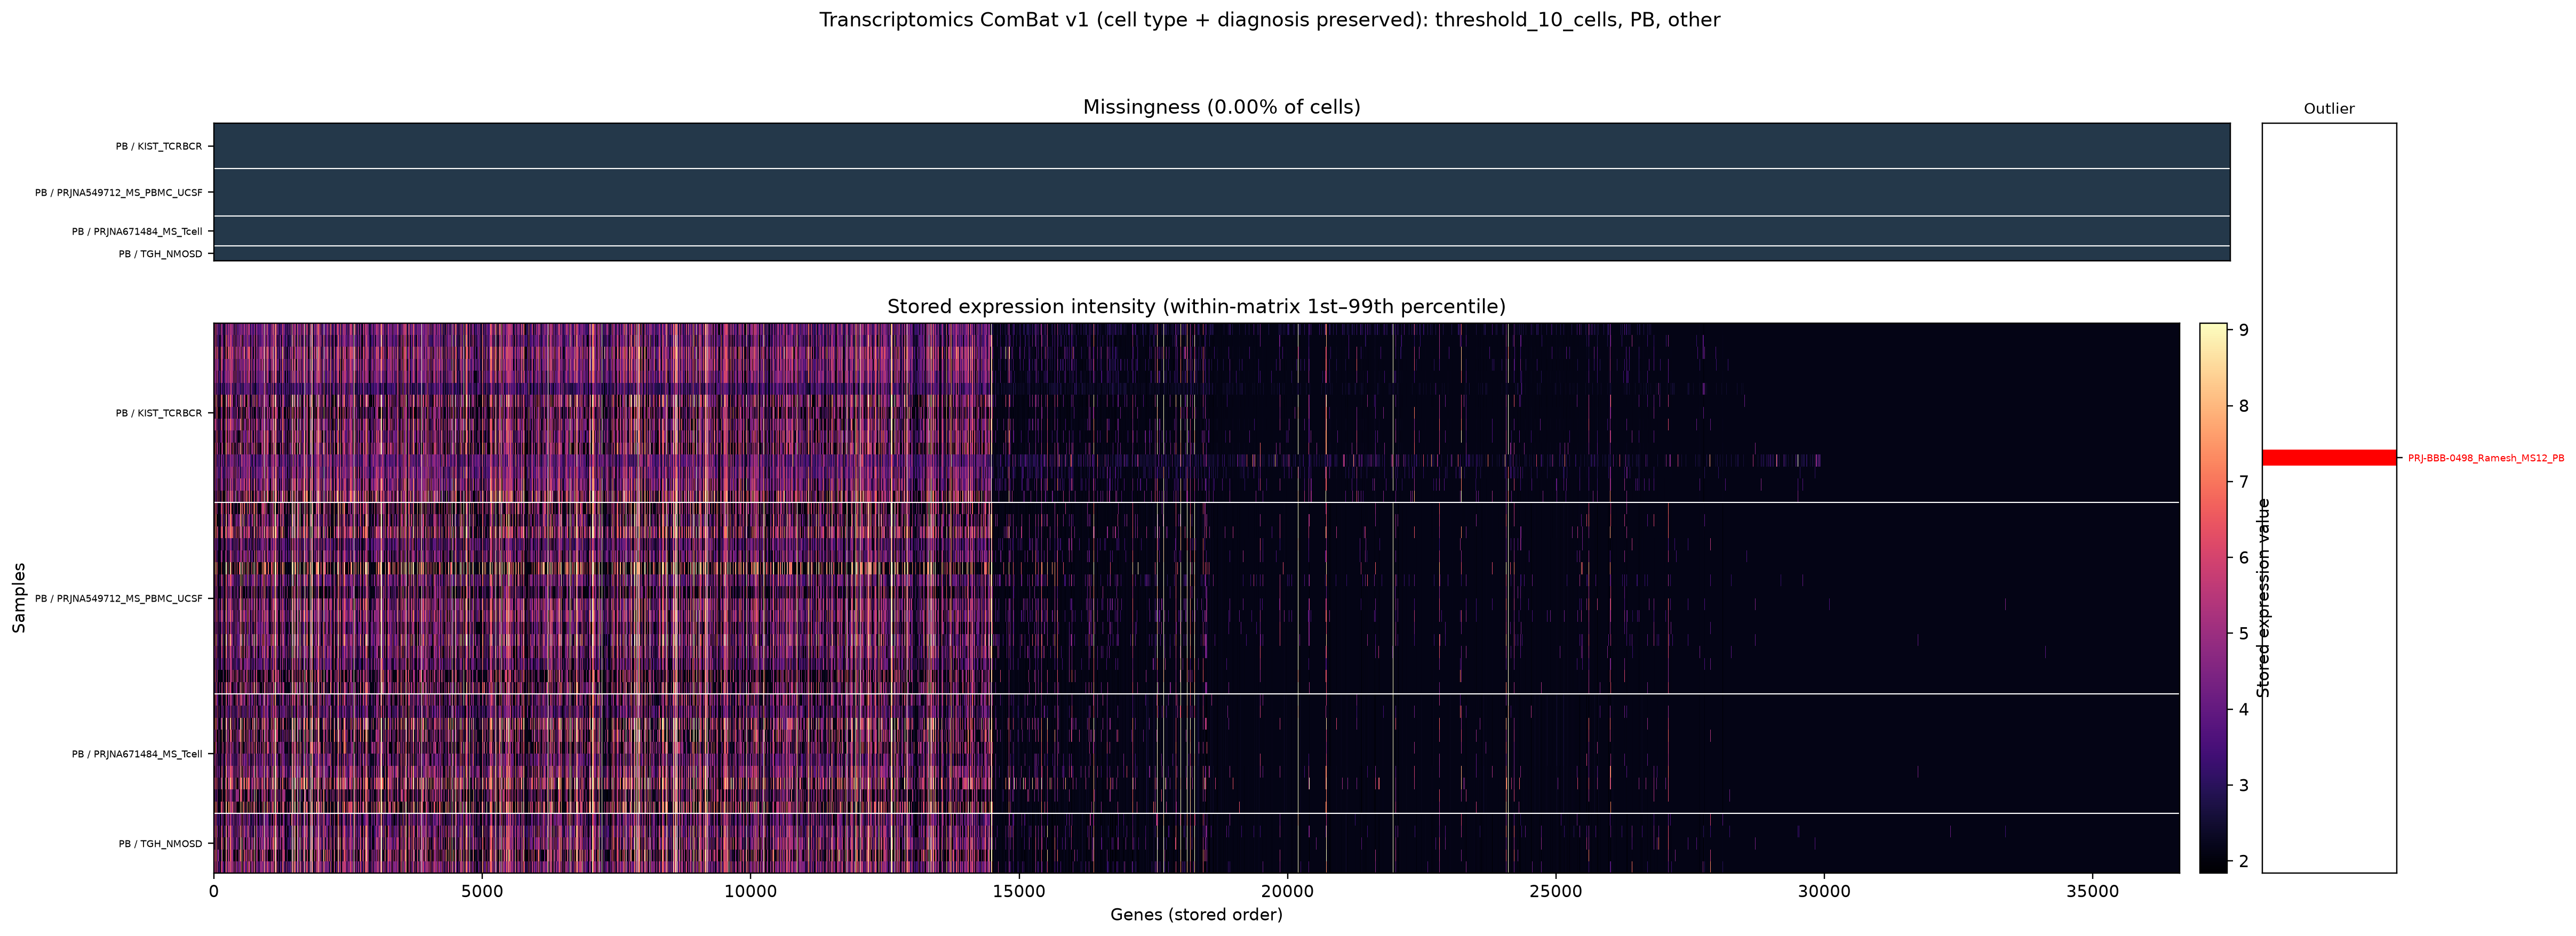 Transcriptomics ComBat v1 (cell type + diagnosis preserved): threshold_10_cells, PB, other
Missingness (0.00% of cells)
Outlier
PB / KIST_TCRBCR
PB / PRJNA549712_MS_PBMC_UCSF
PB / PRJNA671484_MS_Tcell
PB / TGH_NMOSD
Stored expression intensity (within-matrix 1st–99th percentile)
Samples
PB / KIST_TCRBCR
PB / PRJNA549712_MS_PBMC_UCSF
PB / PRJNA671484_MS_Tcell
PB / TGH_NMOSD
0 5000 10000 15000 20000 25000 30000 35000
Genes (stored order)
9
8
7
6
5
4
3
2
Stored expression value
PRJ-BBB-0498_Ramesh_MS12_PB